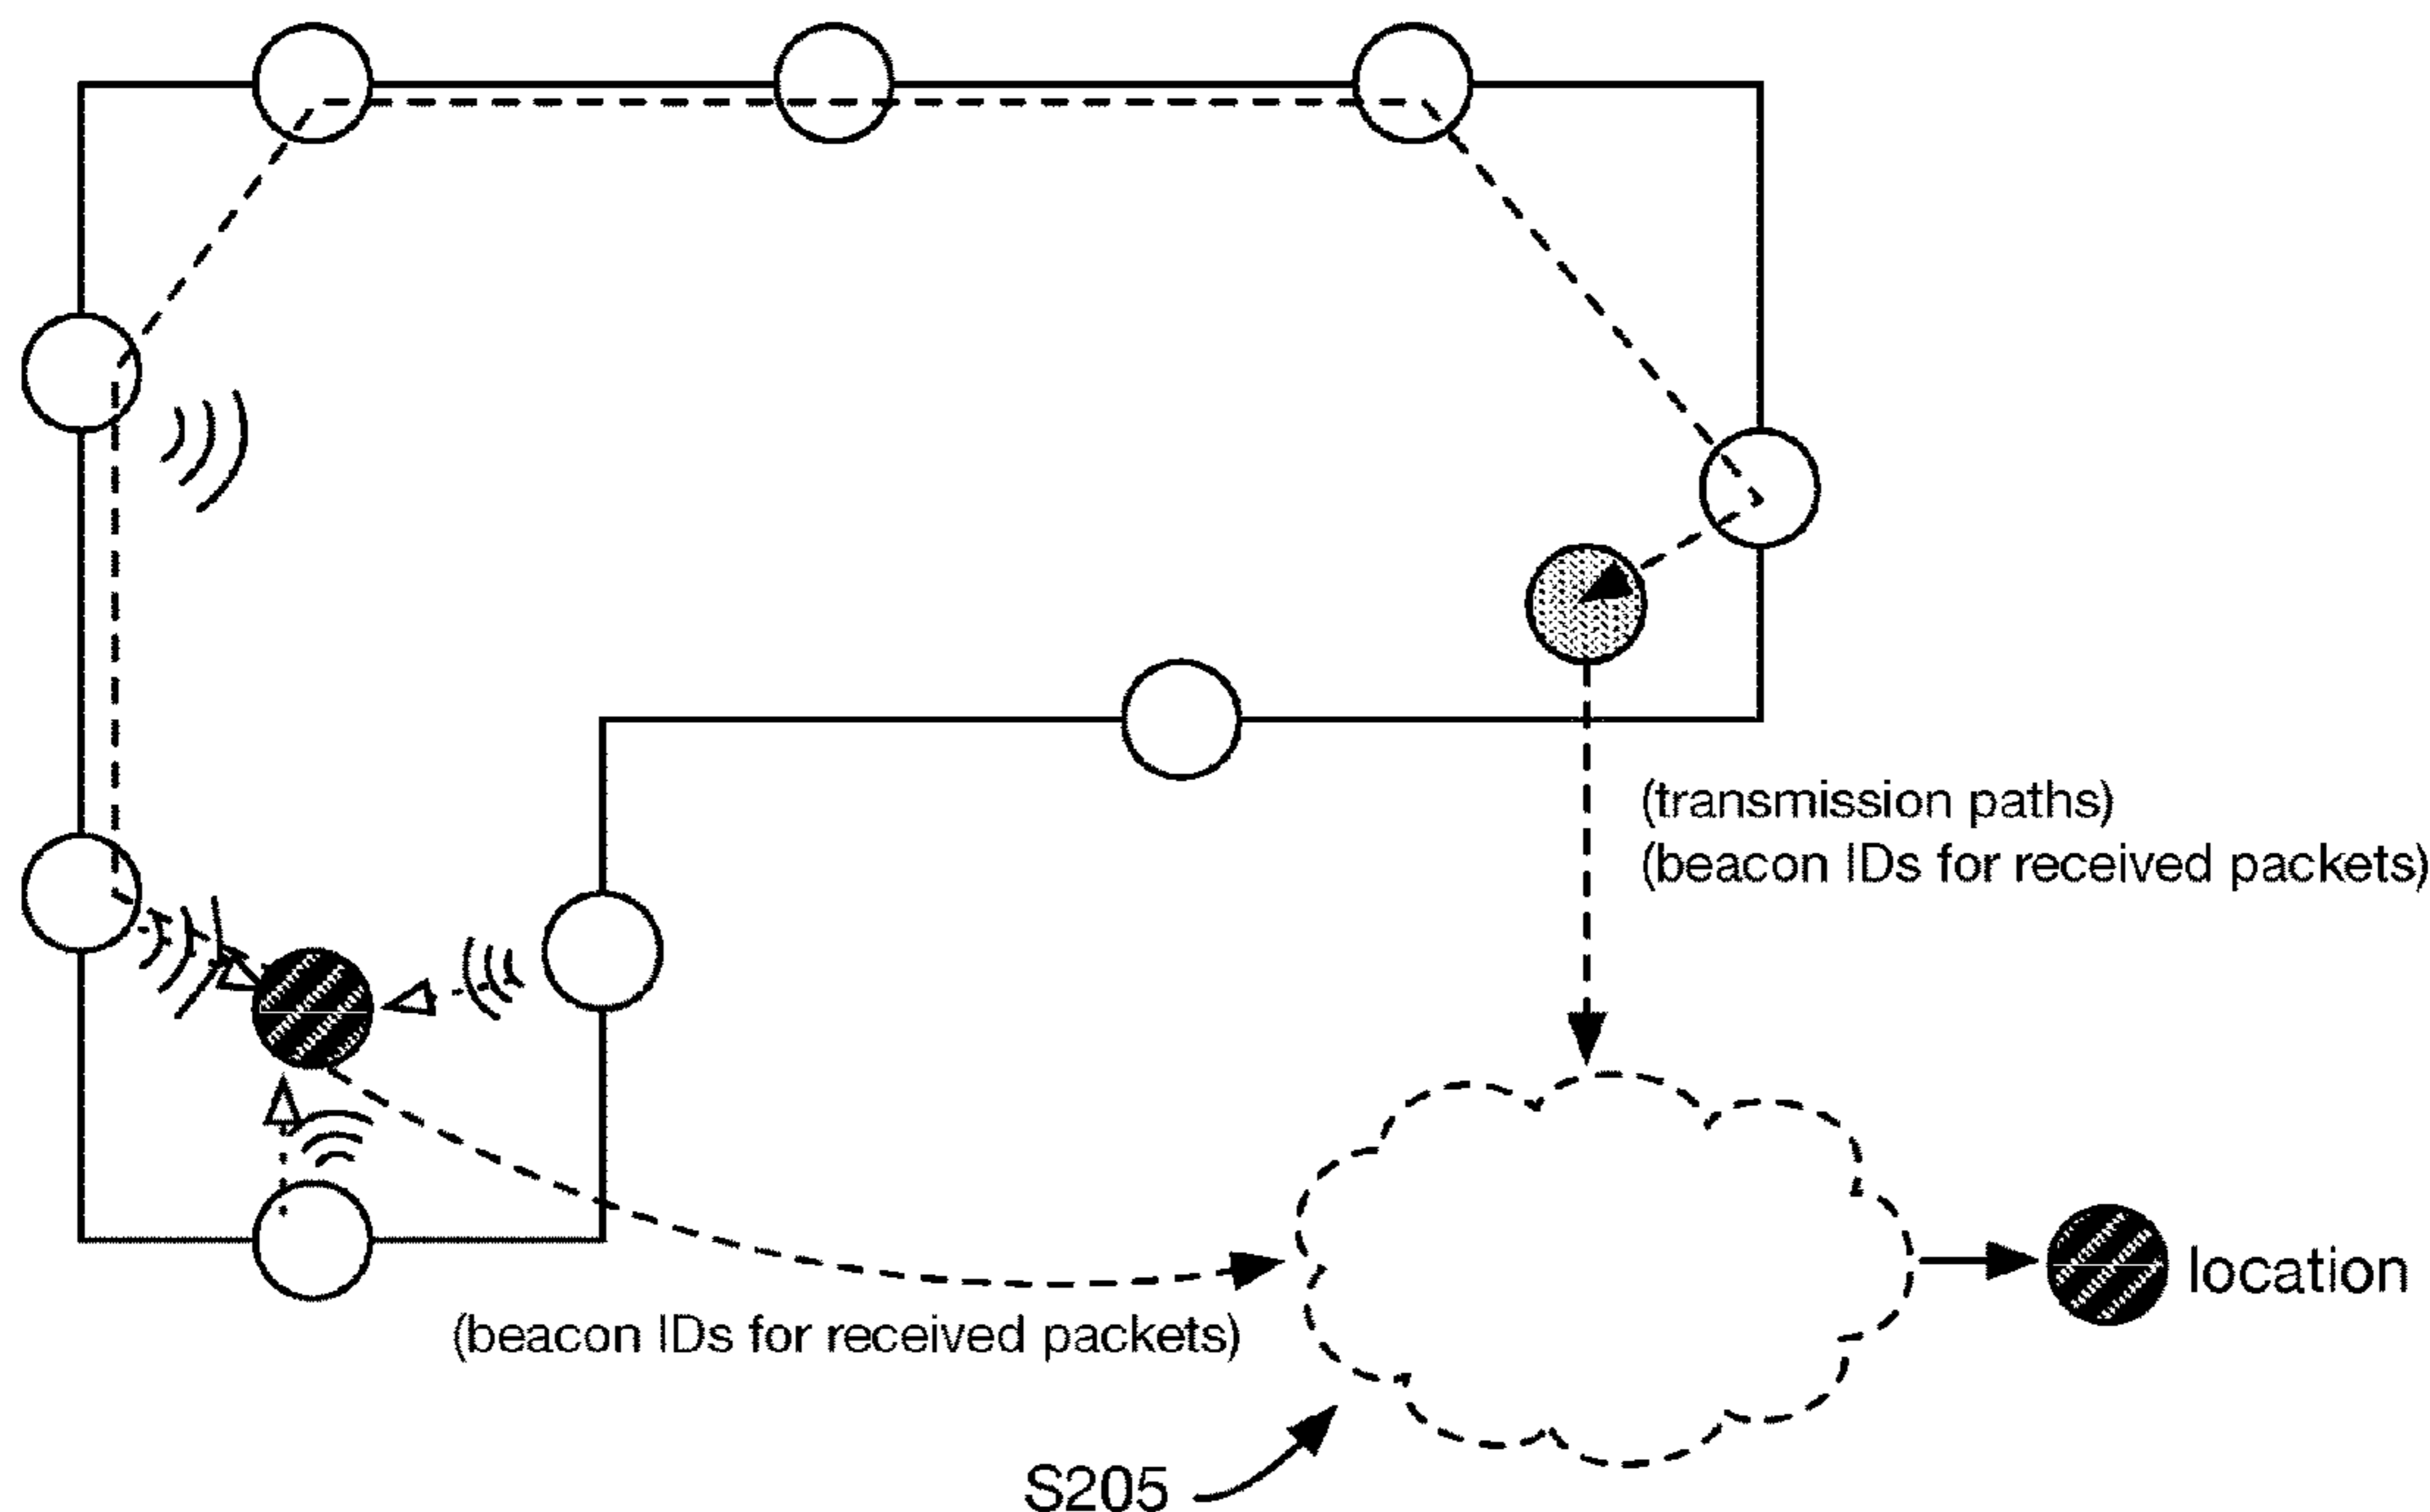 (transmission paths)
(beacon IDs for received packets)
location
(beacon IDs for received packets)
S205